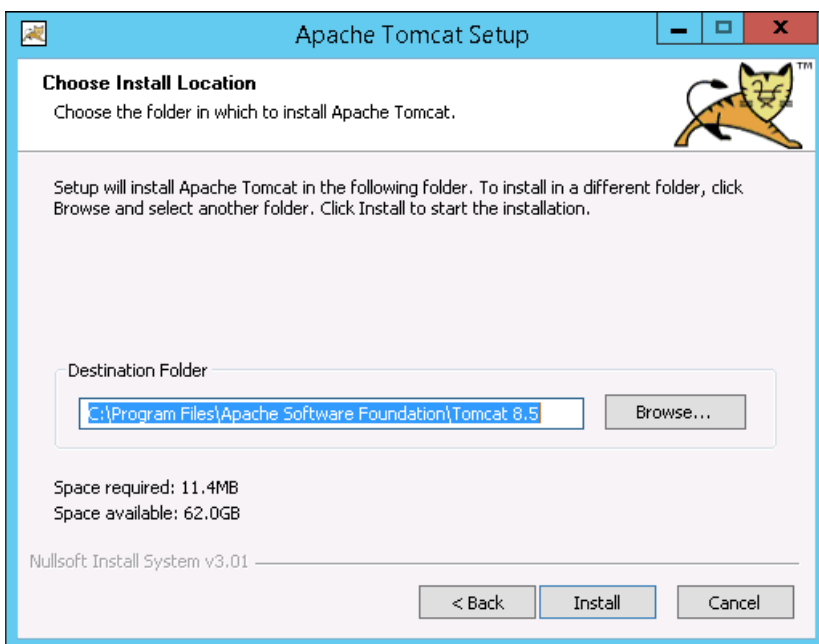 Apache Tomcat Setup
Choose Install Location
Choose the folder in which to install Apache Tomcat.
TM
Setup will install Apache Tomcat in the following folder. To install in a different folder, click
Browse and select another folder. Click Install to start the installation.
Destination Folder
C:\Program Files\Apache Software Foundation\Tomcat 8.5
Browse...
Space required: 11.4MB
Space available: 62.0GB
Nullsoft Install System v3.01
< Back
Install
Cancel